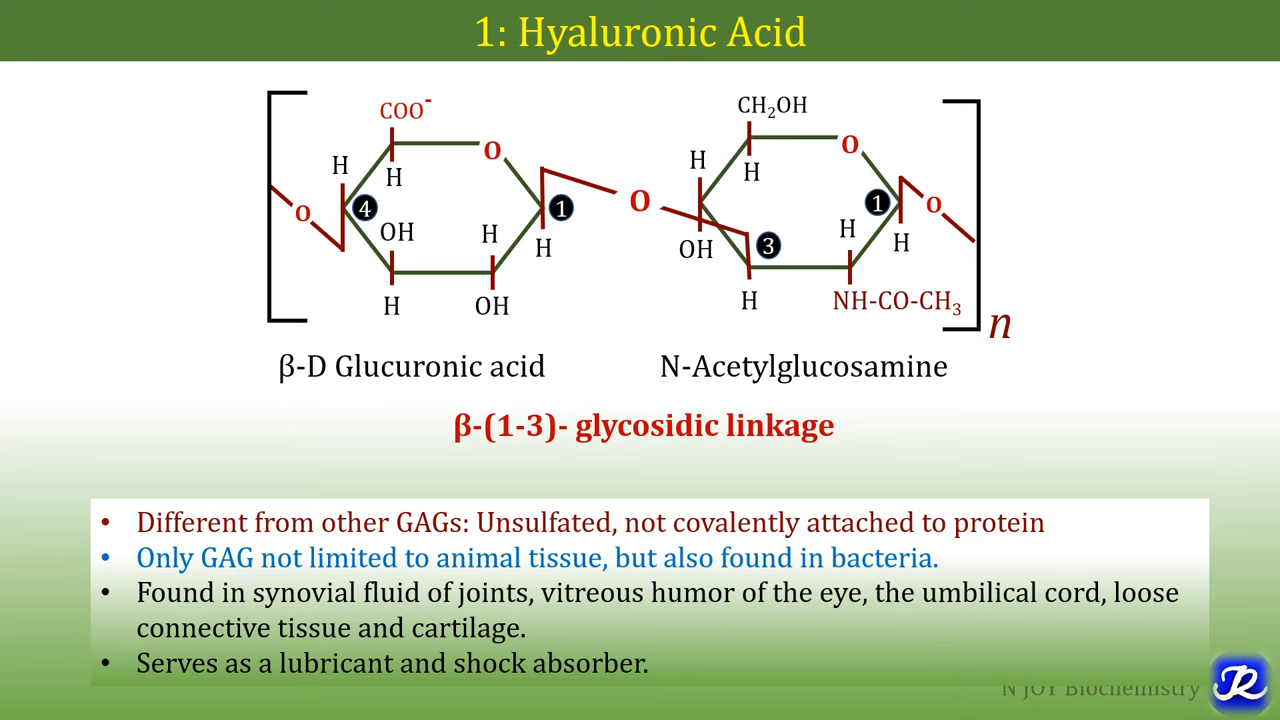 1: Hyaluronic Acid
COO⁻ CH₂OH
O O
H H
H H
O 4 1 O 1 O
OH H H
H OH 3 H
H OH H NH-CO-CH₃
n
β-D Glucuronic acid N-Acetylglucosamine
β-(1-3)- glycosidic linkage
• Different from other GAGs: Unsulfated, not covalently attached to protein
• Only GAG not limited to animal tissue, but also found in bacteria.
• Found in synovial fluid of joints, vitreous humor of the eye, the umbilical cord, loose
connective tissue and cartilage.
• Serves as a lubricant and shock absorber.
N JOY Biochemistry